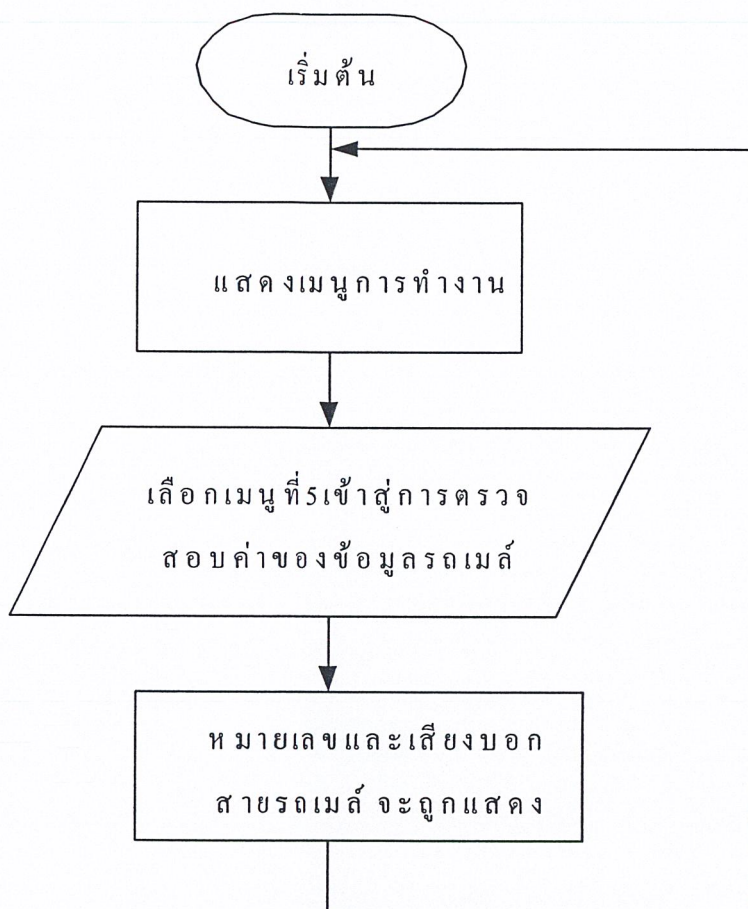 เริ่มต้น
แสดงเมนูการทำงาน
เลือกเมนูที่5เข้าสู่การตรวจ
สอบค่าของข้อมูลรถเมล์
หมายเลขและเสียงบอก
สายรถเมล์ จะถูกแสดง